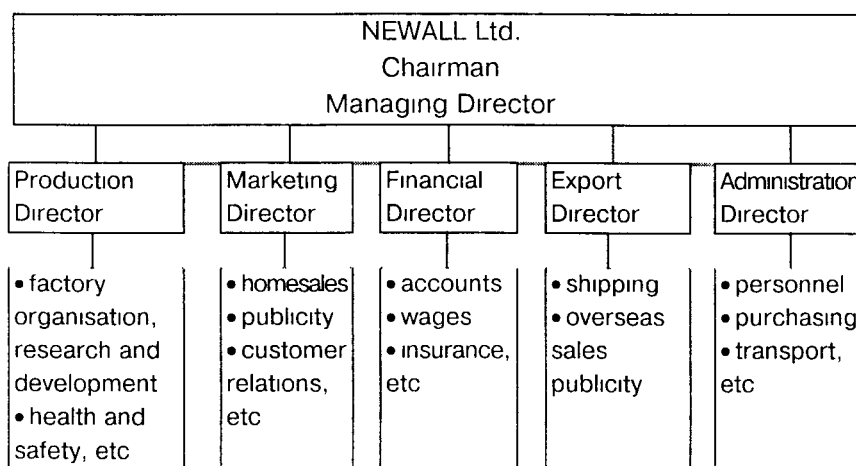 NEWALL Ltd.
Chairman
Managing Director
Production
Director
Marketing
Director
Financial
Director
Export
Director
Administration
Director
• factory
organisation,
research and
development
• health and
safety, etc
• homesales
• publicity
• customer
relations,
etc
• accounts
• wages
• insurance,
etc
• shipping
• overseas
sales
publicity
• personnel
• purchasing
• transport,
etc